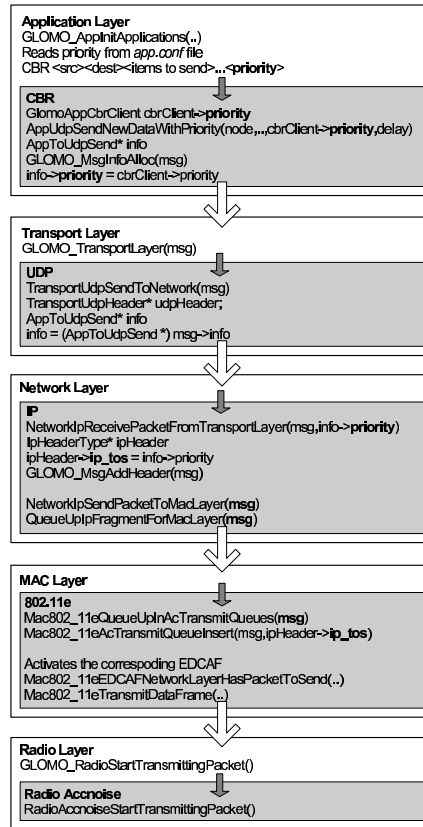 Application Layer
GLOMO_AppInitApplications(..)
Reads priority from app.conf file
CBR <src><dest><items to send>...<priority>
CBR
GlomoAppCbrClient cbrClient->priority
AppUdpSendNewDataWithPriority(node,..,cbrClient->priority,delay)
AppToUdpSend* info
GLOMO_MsgInfoAlloc(msg)
info->priority = cbrClient->priority
Transport Layer
GLOMO_TransportLayer(msg)
UDP
TransportUdpSendToNetwork(msg)
TransportUdpHeader* udpHeader;
AppToUdpSend* info
info = (AppToUdpSend *) msg->info
Network Layer
IP
NetworkIpReceivePacketFromTransportLayer(msg,info->priority)
IpHeaderType* ipHeader
ipHeader->ip_tos = info->priority
GLOMO_MsgAddHeader(msg)
NetworkIpSendPacketToMacLayer(msg)
QueueUpIpFragmentForMacLayer(msg)
MAC Layer
802.11e
Mac802_11eQueueUpInAcTransmitQueues(msg)
Mac802_11eAcTransmitQueueInsert(msg,ipHeader->ip_tos)
Activates the correspoding EDCAF
Mac802_11eEDCAFNetworkLayerHasPacketToSend(..)
Mac802_11eTransmitDataFrame(..)
Radio Layer
GLOMO_RadioStartTransmittingPacket()
Radio Accnoise
RadioAccnoiseStartTransmittingPacket()